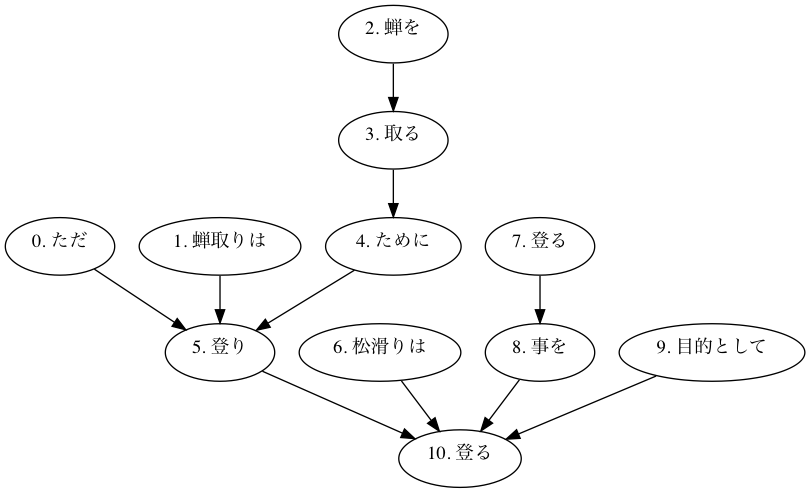 2. 蝉を
3. 取る
0. ただ
1. 蝉取りは
4. ために
7. 登る
5. 登り
6. 松滑りは
8. 事を
9. 目的として
10. 登る